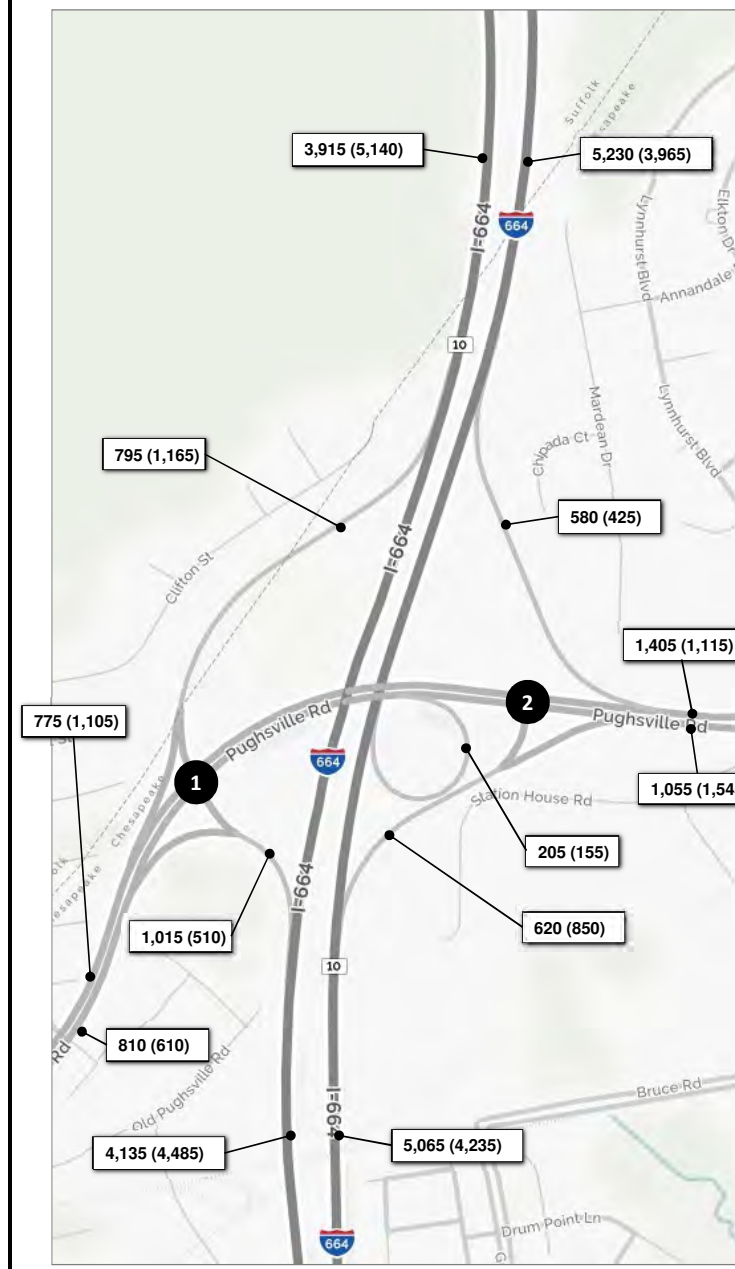 Suffolk
Chesapeake
3,915 (5,140)
5,230 (3,965)
I-664
664
Lynnhurst Blvd
Elkton Dr
Annandale
10
Mardean Dr
Lynnhurst Blvd
Chipada Ct
795 (1,165)
580 (425)
I-664
Clifton St
1,405 (1,115)
2
Pughsville Rd
775 (1,105)
Pughsville Rd
664
1
1,055 (1,54
Station House Rd
Chesapeake
205 (155)
I-664
620 (850)
1,015 (510)
10
810 (610)
Rd
Old Pughsville Rd
Bruce Rd
I-664
4,135 (4,485)
5,065 (4,235)
Drum Point Ln
664
G